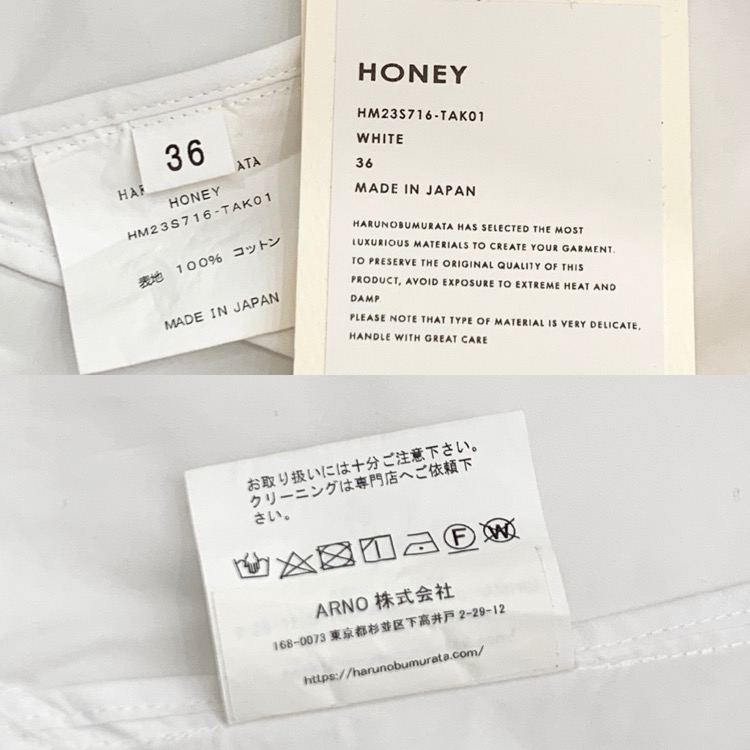 36
HAR ATA
HONEY
HM23S716-TAK01
表地 100% コットン
MADE IN JAPAN
HONEY
HM23S716-TAK01
WHITE
36
MADE IN JAPAN
HARUNOBUMURATA HAS SELECTED THE MOST
LUXURIOUS MATERIALS TO CREATE YOUR GARMENT.
TO PRESERVE THE ORIGINAL QUALITY OF THIS
PRODUCT, AVOID EXPOSURE TO EXTREME HEAT AND
DAMP
PLEASE NOTE THAT TYPE OF MATERIAL IS VERY DELICATE,
HANDLE WITH GREAT CARE
お取り扱いには十分ご注意下さい。
クリーニングは専門店へご依頼下
さい。
F W
ARNO 株式会社
168-0073 東京都杉並区下高井戸 2-29-12
https://harunobumurata.com/